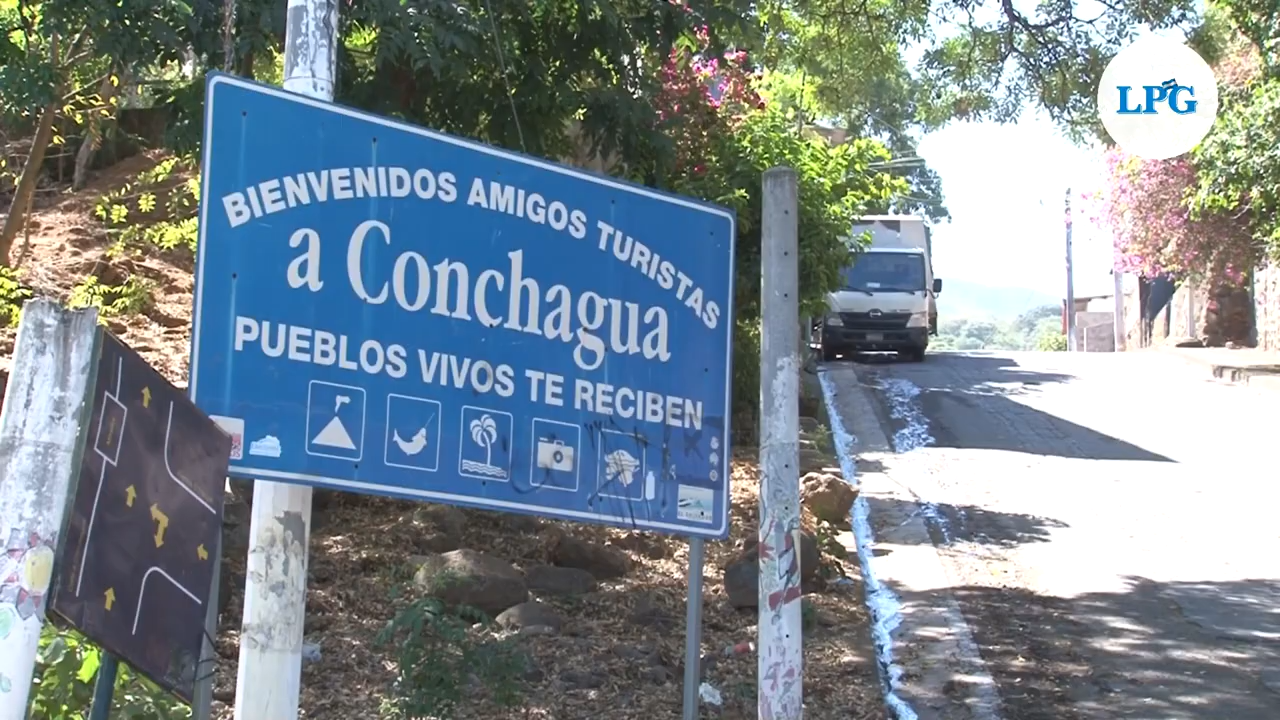 LPG
BIENVENIDOS AMIGOS TURISTAS
a Conchagua
PUEBLOS VIVOS TE RECIBEN